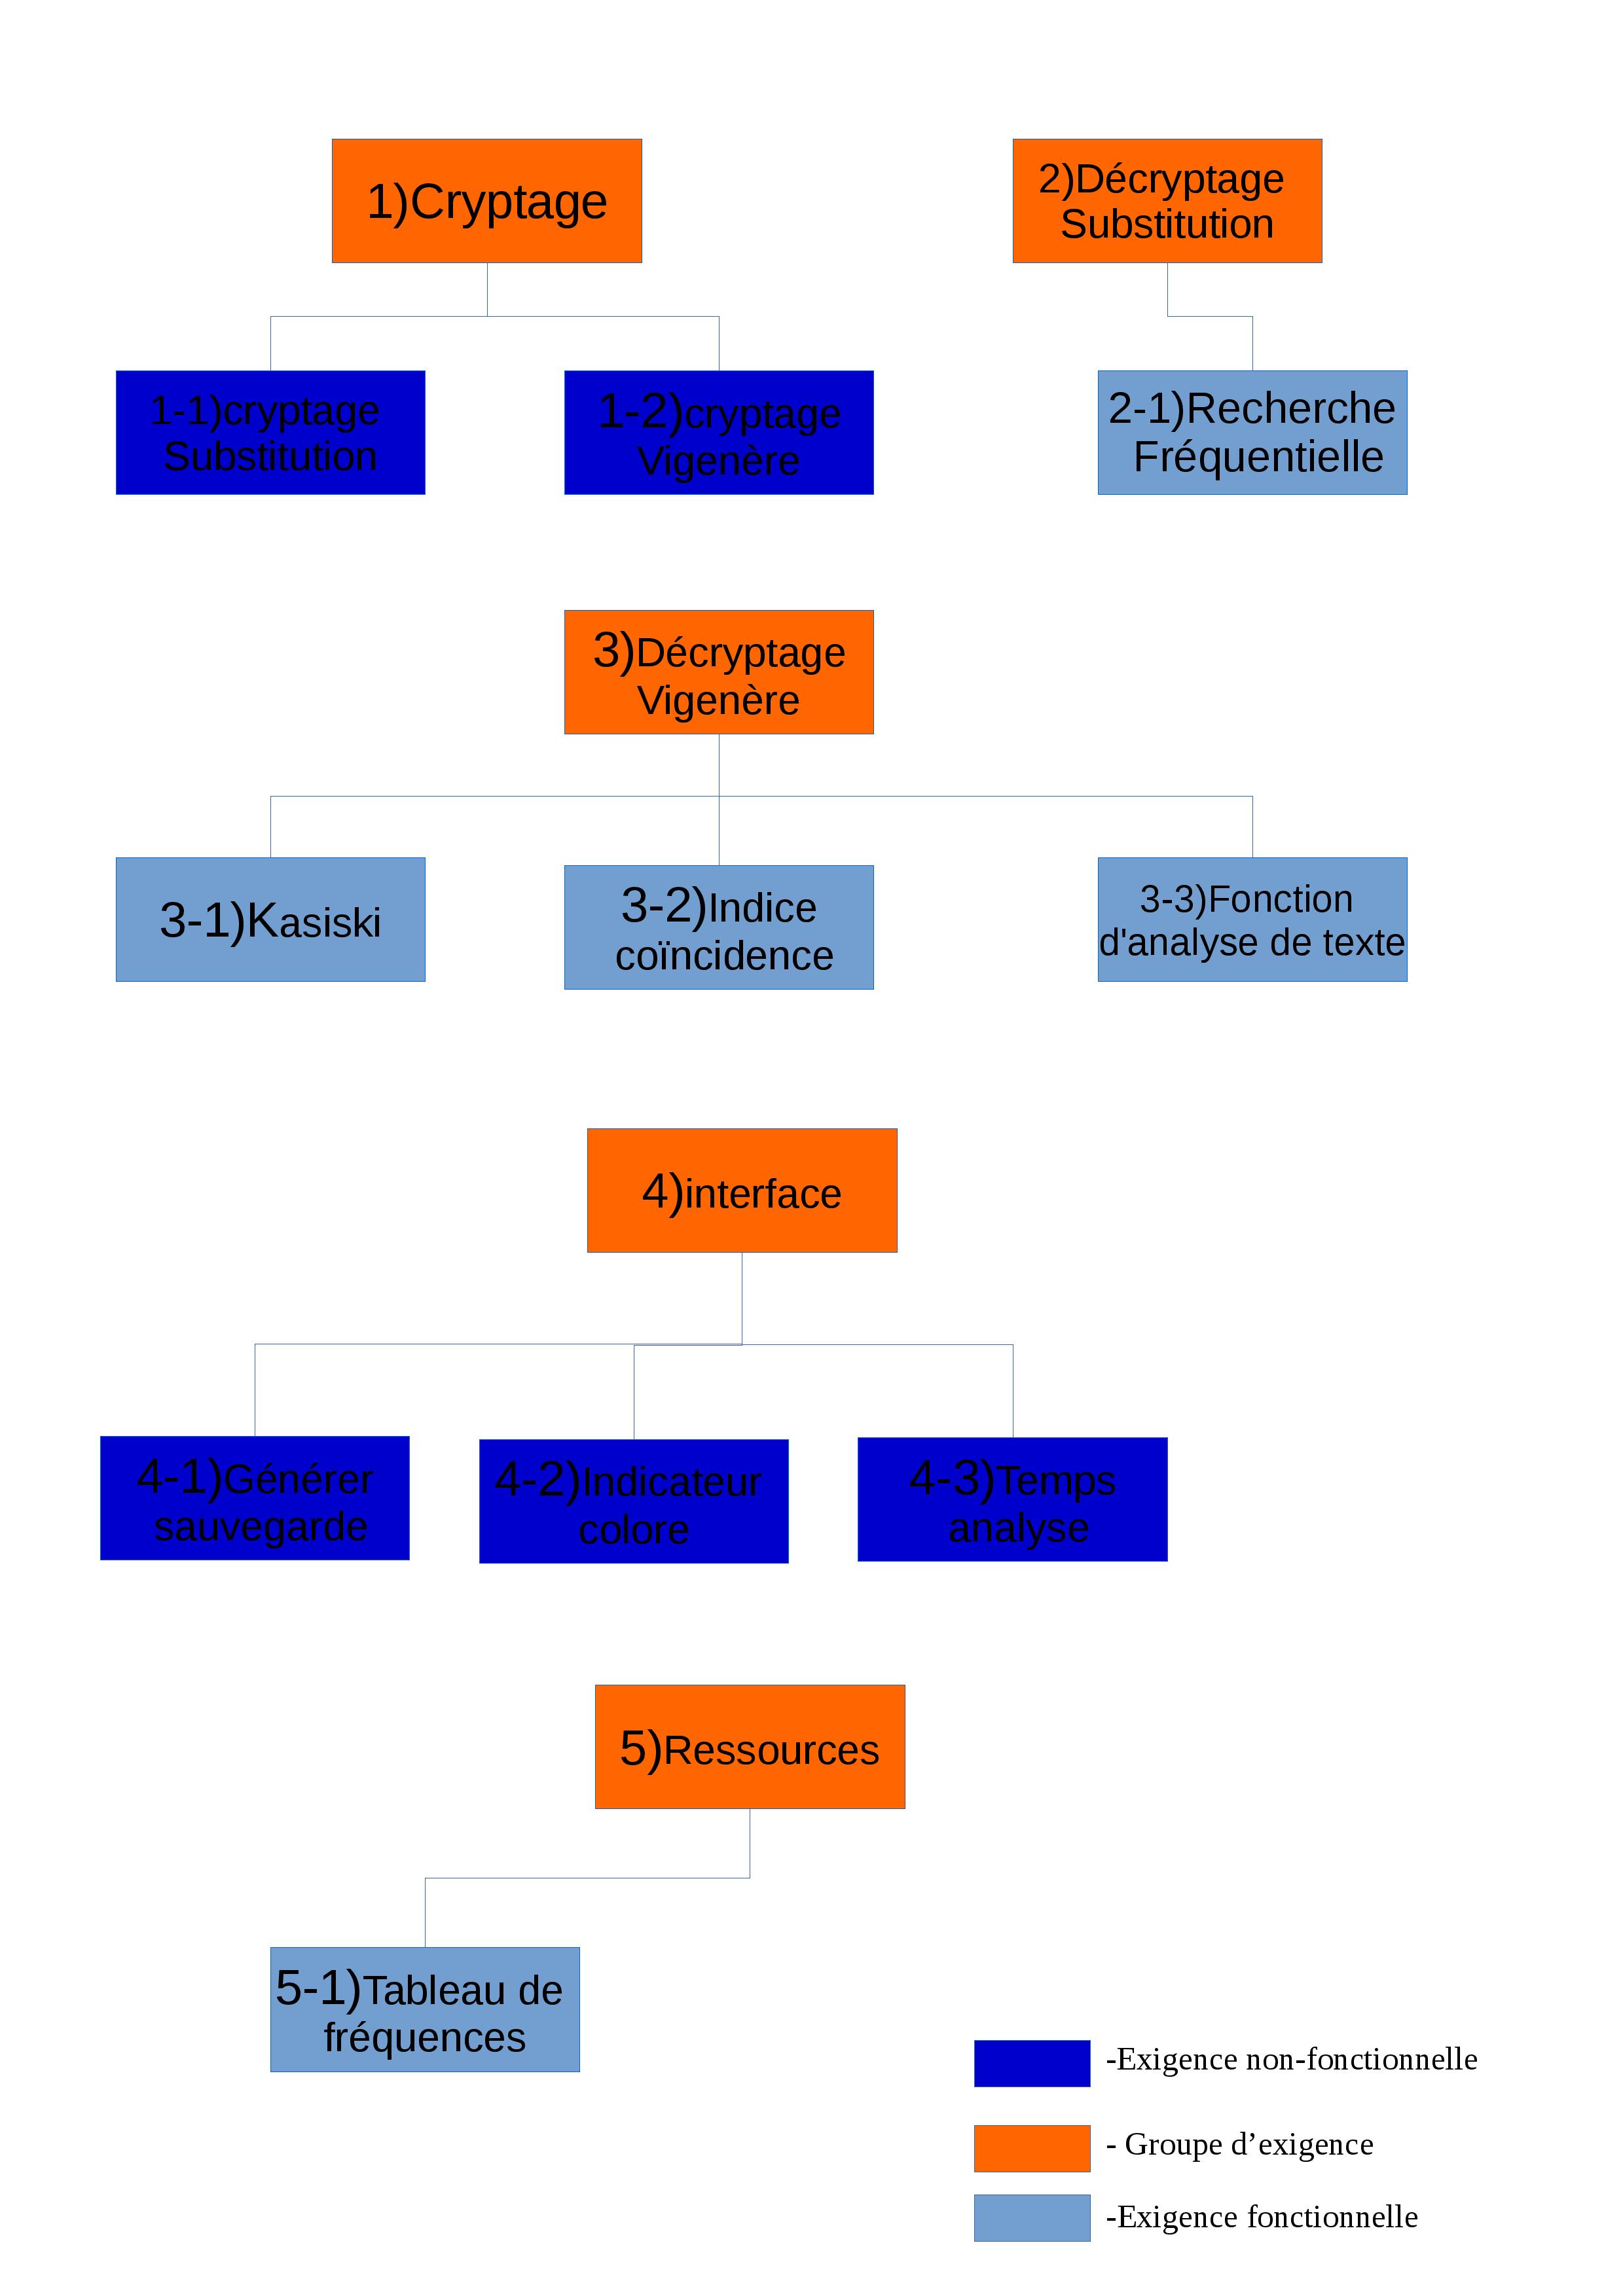 1)Cryptage
2)Décryptage
Substitution
1-1)cryptage
Substitution
1-2)cryptage
Vigenère
2-1)Recherche
Fréquentielle
3)Décryptage
Vigenère
3-1)Kasiski
3-2)Indice
coïncidence
3-3)Fonction
d'analyse de texte
4)interface
4-1)Générer
sauvegarde
4-2)Indicateur
colore
4-3)Temps
analyse
5)Ressources
5-1)Tableau de
fréquences
-Exigence non-fonctionnelle
- Groupe d’exigence
-Exigence fonctionnelle